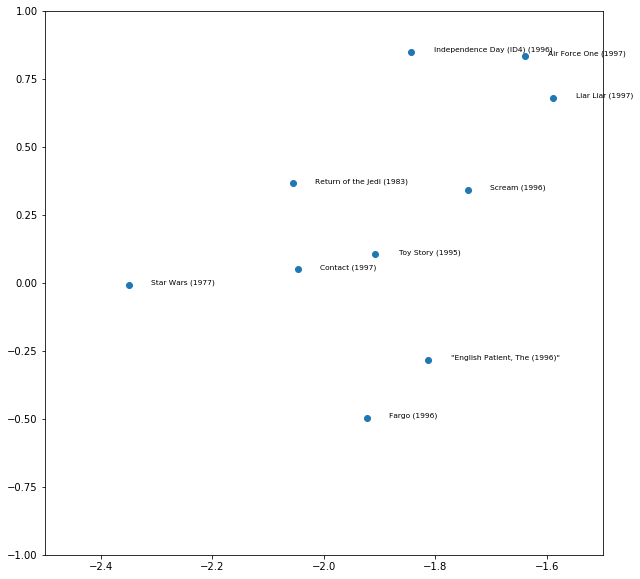 1.00
Independence Day (ID4) (1996)
Air Force One (1997)
0.75
Liar Liar (1997)
0.50
Return of the Jedi (1983)
Scream (1996)
0.25
Toy Story (1995)
Contact (1997)
0.00
Star Wars (1977)
−0.25
"English Patient, The (1996)"
−0.50
Fargo (1996)
−0.75
−1.00
−2.4
−2.2
−2.0
−1.8
−1.6